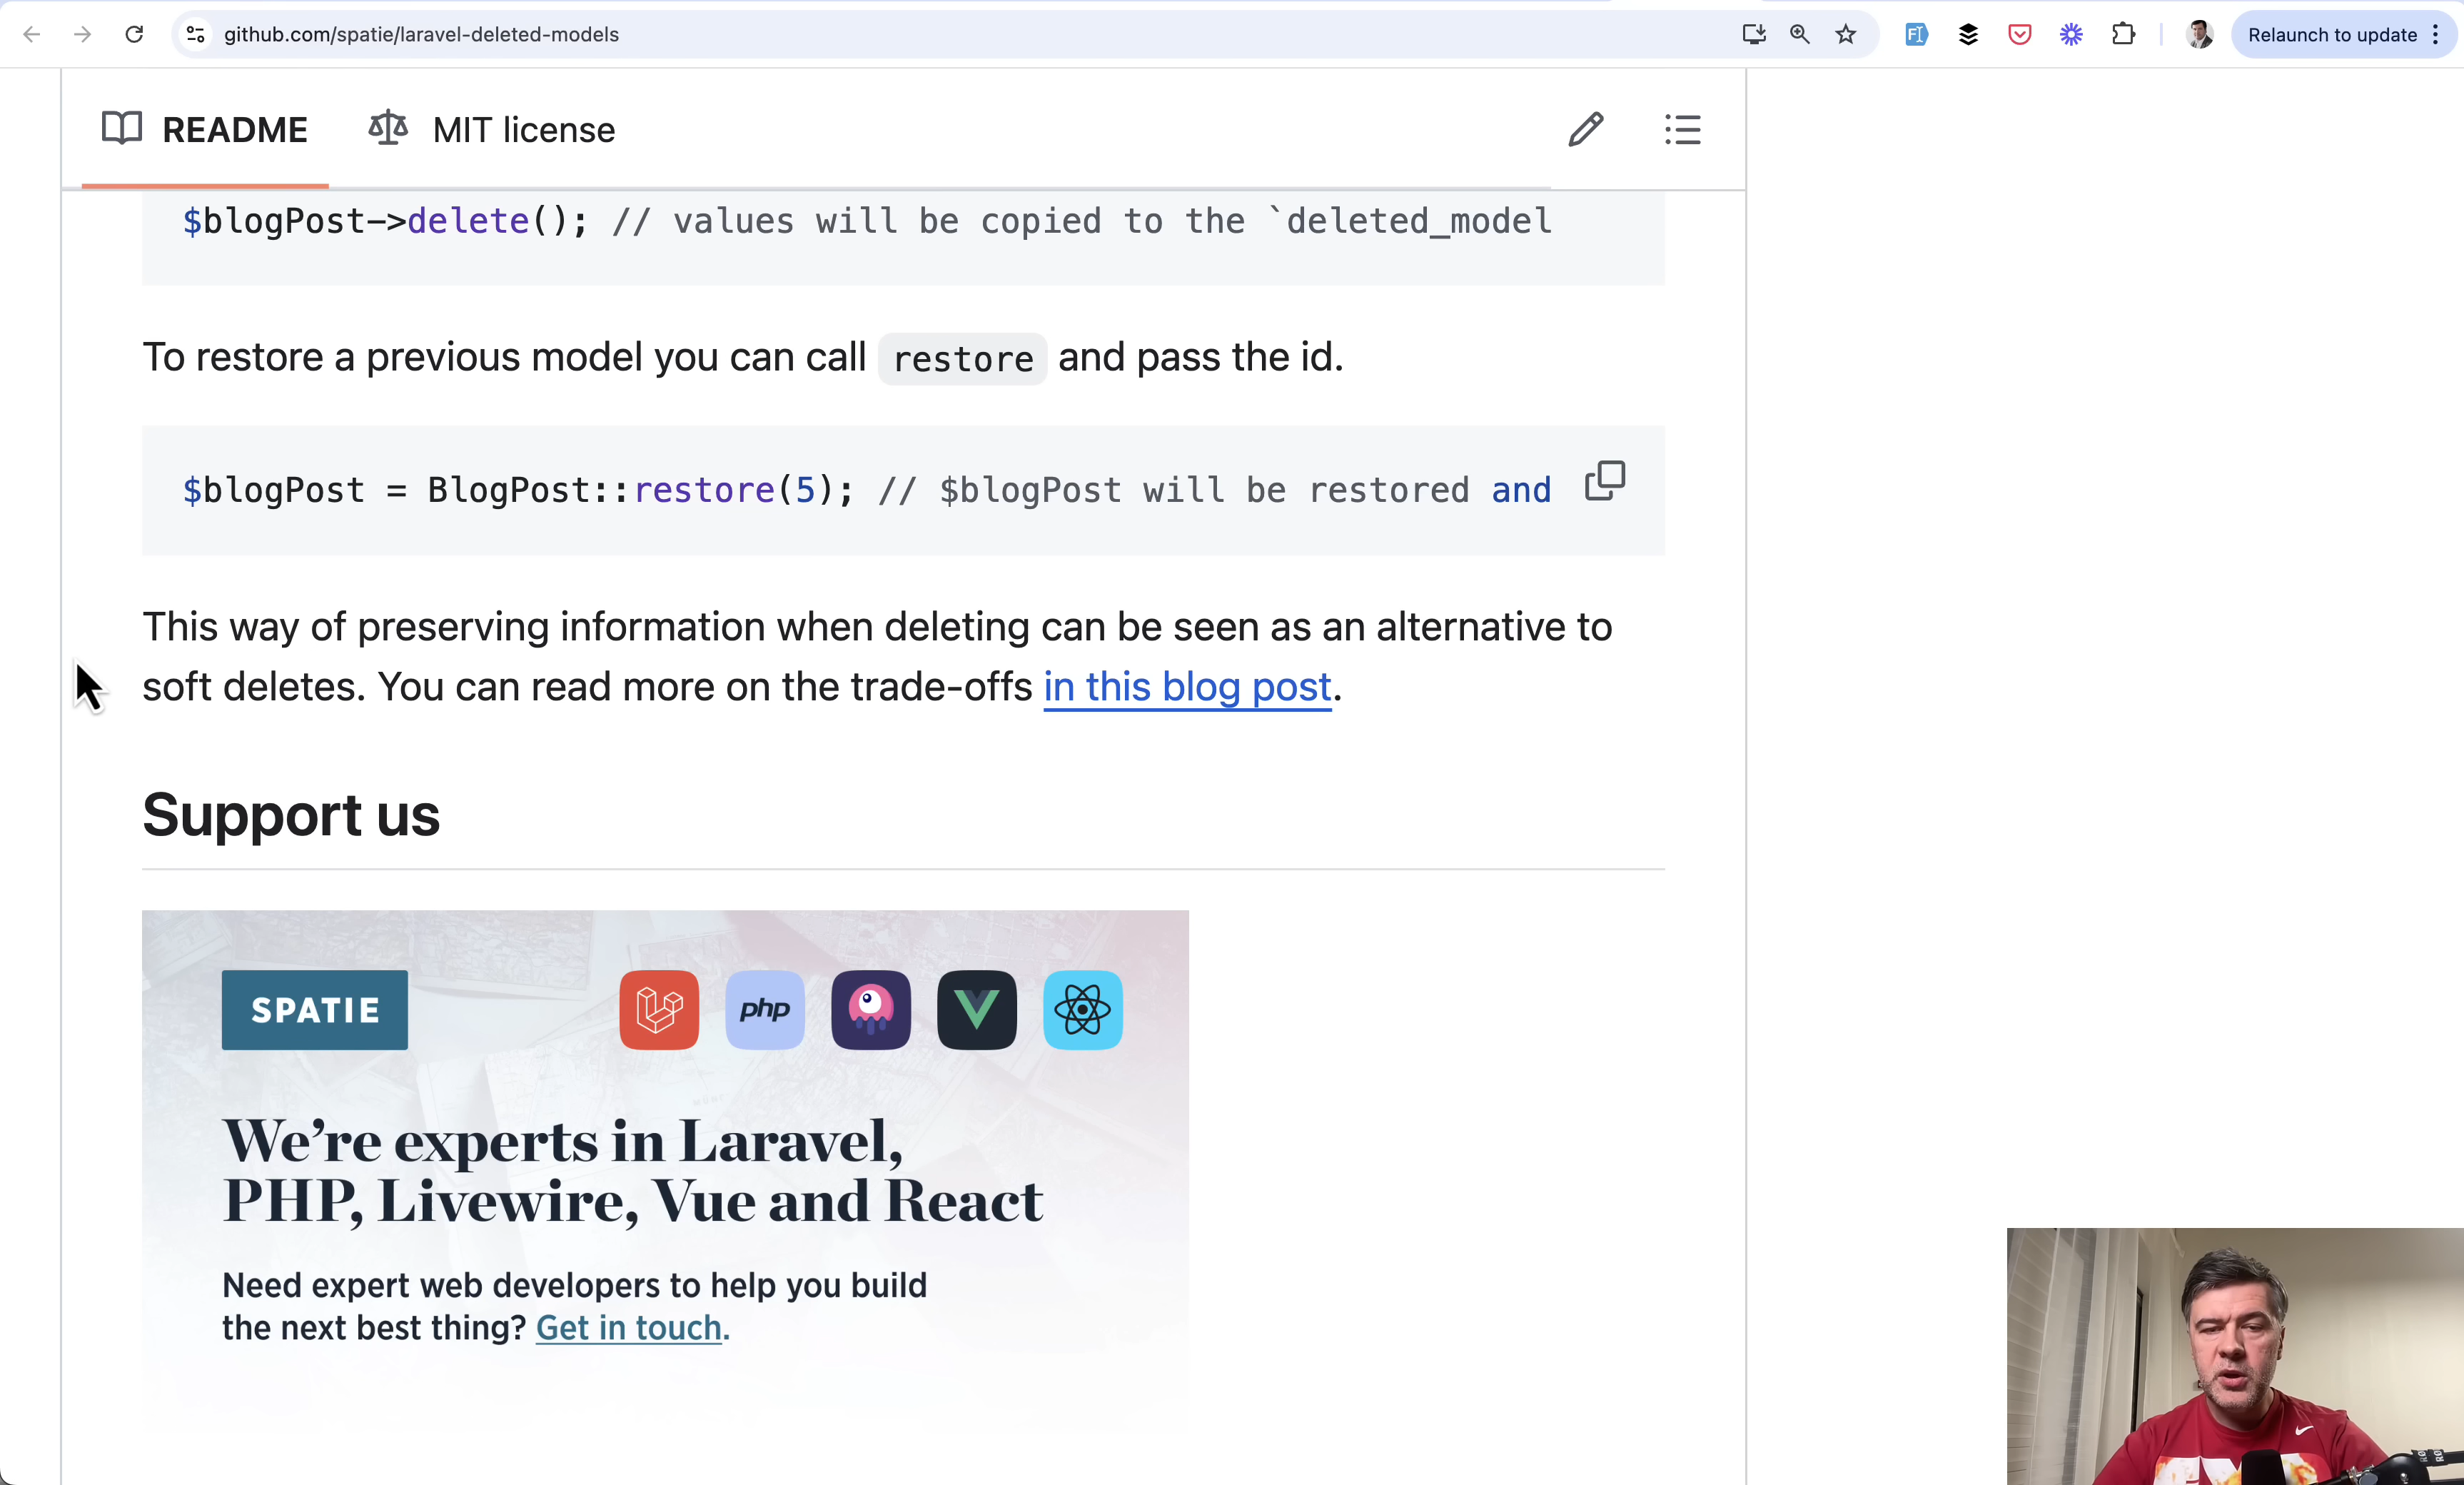 github.com/spatie/laravel-deleted-models
Relaunch to update
README
MIT license
$blogPost->delete(); // values will be copied to the `deleted_model
To restore a previous model you can call restore and pass the id.
$blogPost = BlogPost::restore(5); // $blogPost will be restored and
This way of preserving information when deleting can be seen as an alternative to
soft deletes. You can read more on the trade-offs in this blog post.
Support us
SPATIE
php
We’re experts in Laravel,
PHP, Livewire, Vue and React
Need expert web developers to help you build
the next best thing? Get in touch.